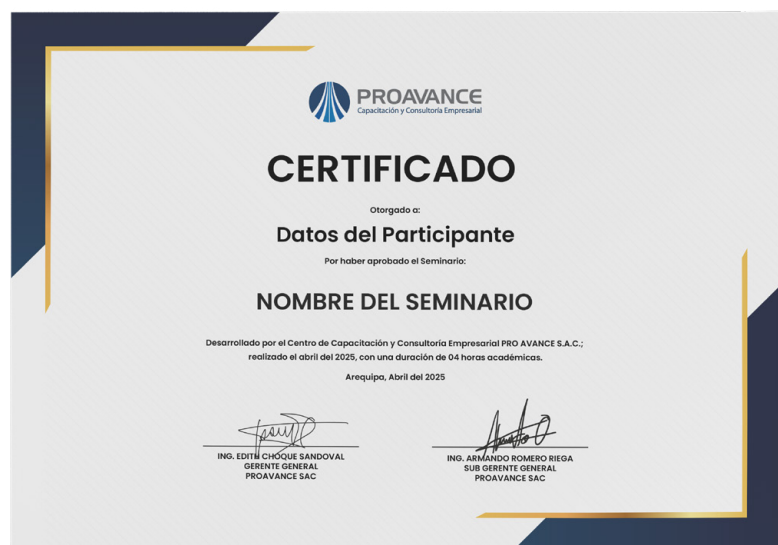 PROAVANCE
Capacitación y Consultoría Empresarial
CERTIFICADO
Otorgado a:
Datos del Participante
Por haber aprobado el Seminario:
NOMBRE DEL SEMINARIO
Desarrollado por el Centro de Capacitación y Consultoría Empresarial PRO AVANCE S.A.C.;
realizado el abril del 2025, con una duración de 04 horas académicas.
Arequipa, Abril del 2025
ING. EDITH CHOQUE SANDOVAL
GERENTE GENERAL
PROAVANCE SAC
ING. ARMANDO ROMERO RIEGA
SUB GERENTE GENERAL
PROAVANCE SAC